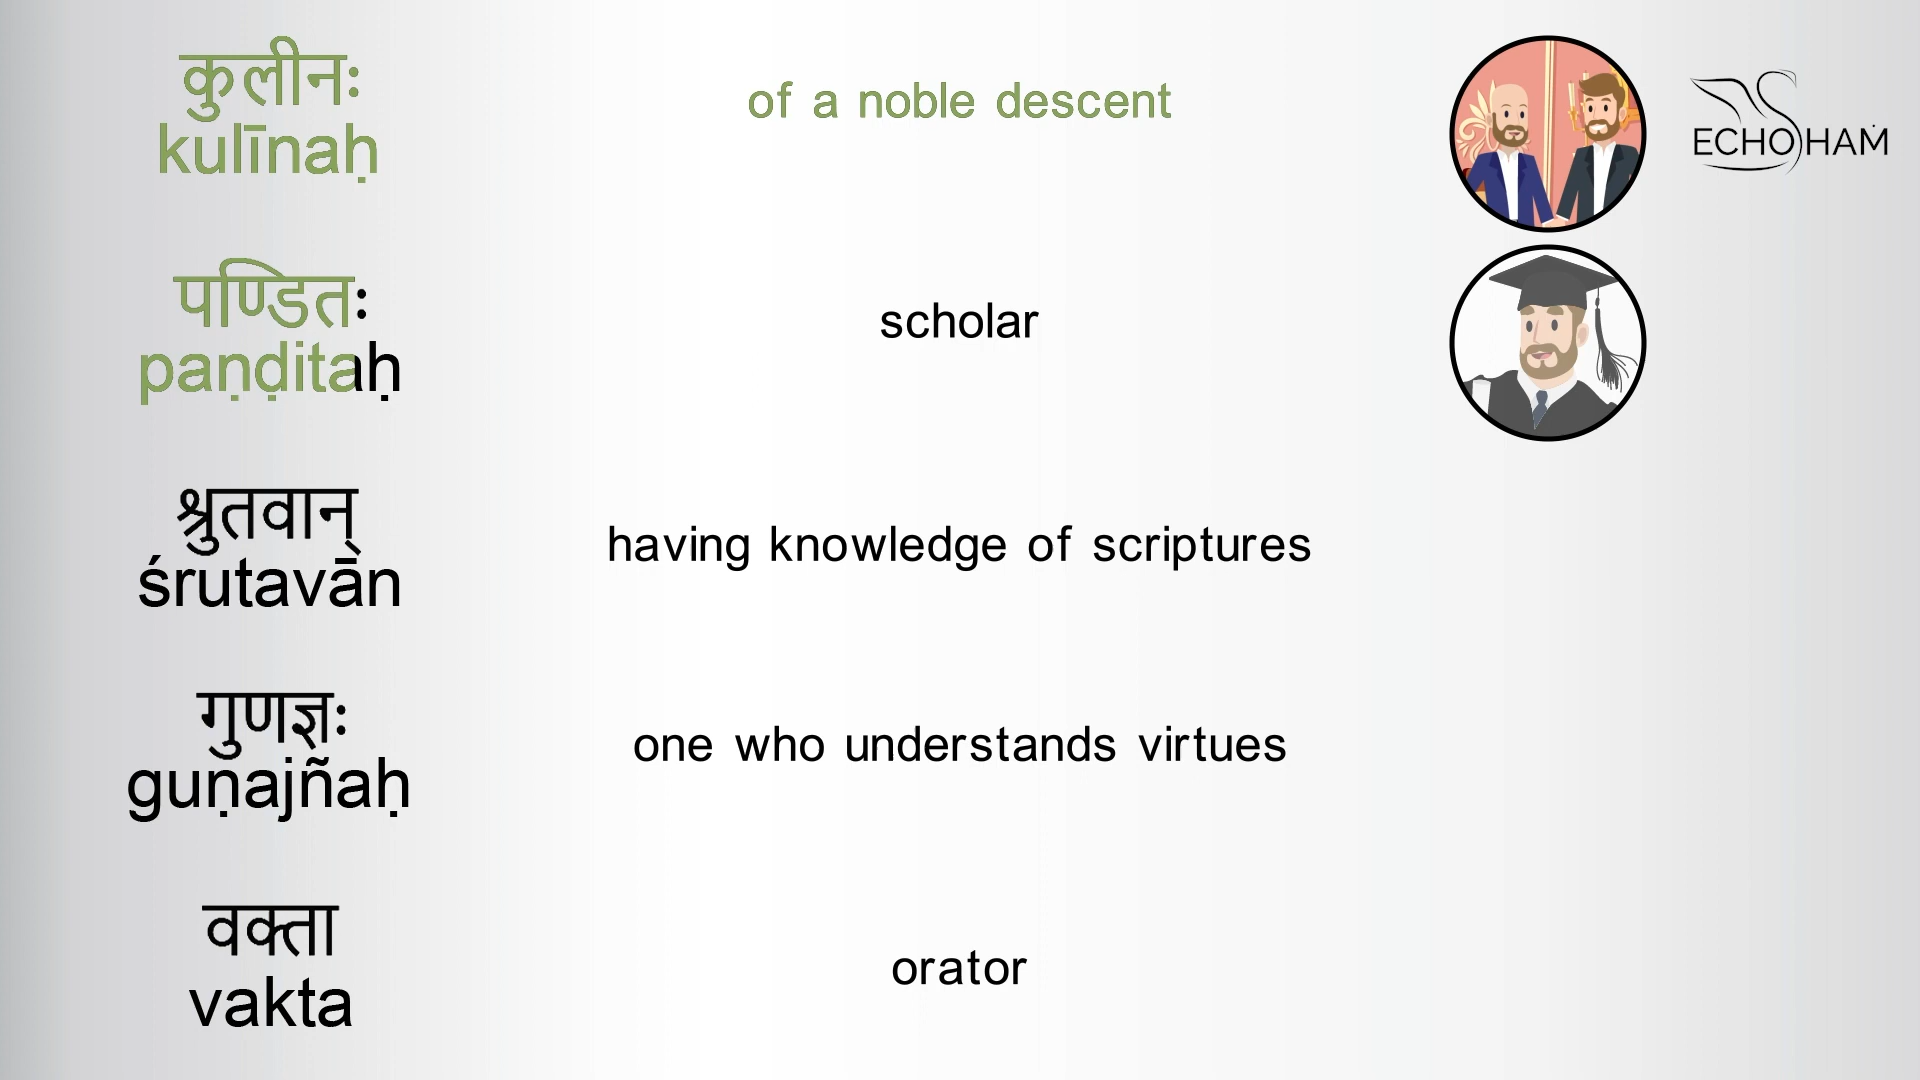 कुलीनः
kulīnaḥ
of a noble descent
ECHOSHAṀ
पण्डितः
paṇḍitaḥ
scholar
श्रुतवान्
śrutavān
having knowledge of scriptures
गुणज्ञः
guṇajñaḥ
one who understands virtues
वक्ता
vakta
orator